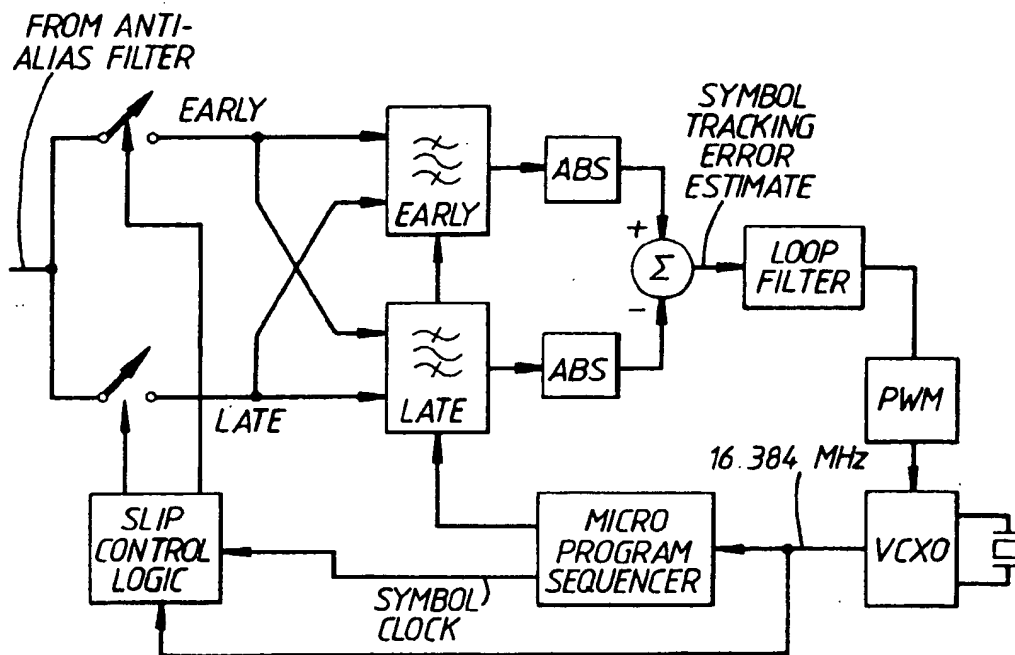 FROM ANTI-
ALIAS FILTER
EARLY
EARLY
ABS
SYMBOL
TRACKING
ERROR
ESTIMATE
+
Σ
-
LOOP
FILTER
LATE
LATE
ABS
PWM
16.384 MHz
SLIP
CONTROL
LOGIC
SYMBOL
CLOCK
MICRO
PROGRAM
SEQUENCER
VCXO